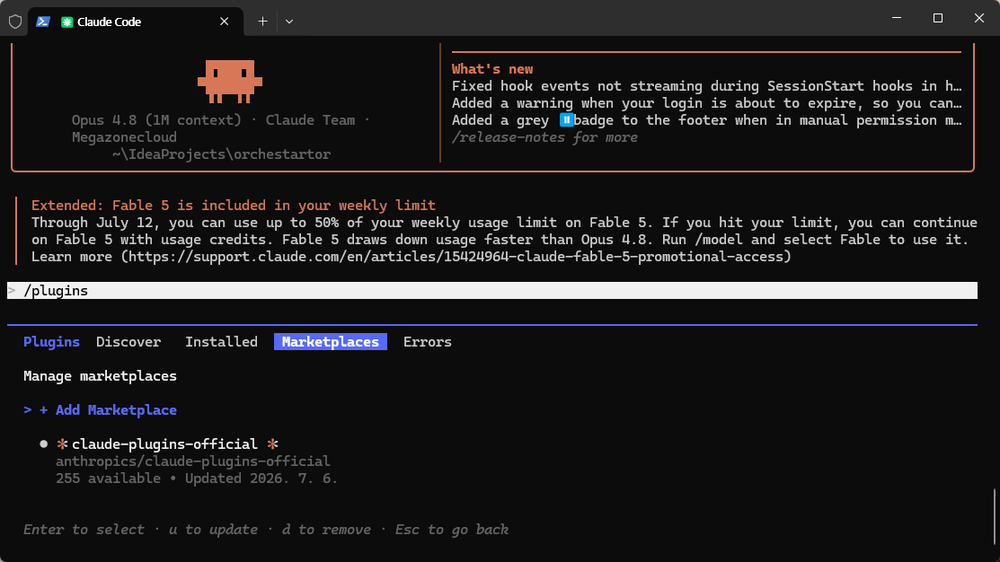 Claude Code
What's new
Fixed hook events not streaming during SessionStart hooks in h…
Added a warning when your login is about to expire, so you can…
Added a grey ⏸ badge to the footer when in manual permission m…
/release-notes for more
Opus 4.8 (1M context) · Claude Team ·
Megazonecloud
~\IdeaProjects\orchestartor
Extended: Fable 5 is included in your weekly limit
Through July 12, you can use up to 50% of your weekly usage limit on Fable 5. If you hit your limit, you can continue
on Fable 5 with usage credits. Fable 5 draws down usage faster than Opus 4.8. Run /model and select Fable to use it.
Learn more (https://support.claude.com/en/articles/15424964-claude-fable-5-promotional-access)
> /plugins
Plugins Discover Installed Marketplaces Errors
Manage marketplaces
> + Add Marketplace
● ✻ claude-plugins-official ✻
anthropics/claude-plugins-official
255 available • Updated 2026. 7. 6.
Enter to select · u to update · d to remove · Esc to go back